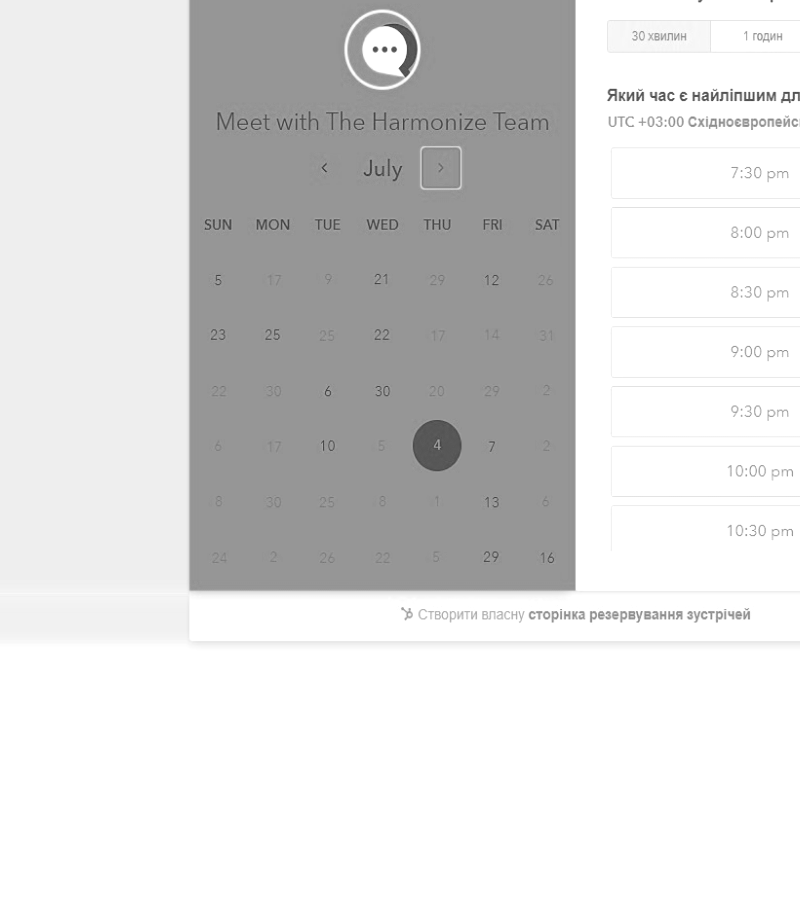 30 хвилин 1 годин
Meet with The Harmonize Team
Який час є найліпшим
UTC +03:00
July
SUN MON TUE WED THU FRI SAT
5 17 9 21 29 12 26
23 25 25 22 17 14 31
22 30 6 30 20 29 2
6 17 10 5 4 7 2
8 30 25 8 1 13 6
24 2 26 22 5 29 16
7:30 pm
8:00 pm
8:30 pm
9:00 pm
9:30 pm
10:00 pm
10:30 pm
Створити власну сторінка резервування зустрічей